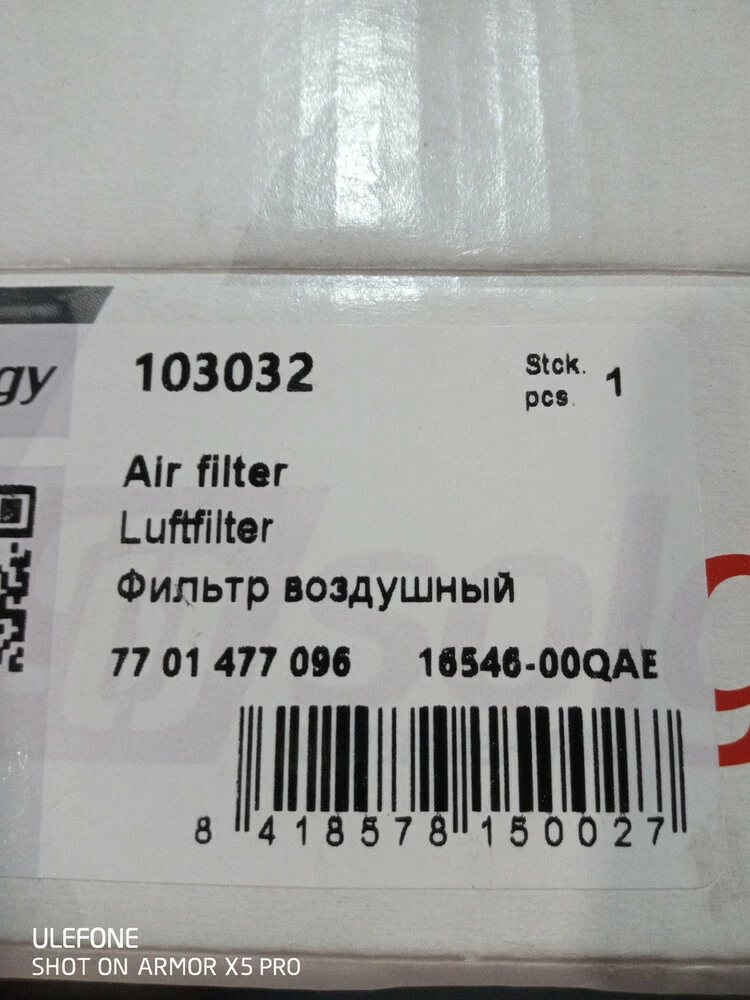 103032
Stck.
pcs. 1
gy
Air filter
Luftfilter
Фильтр воздушный
77 01 477 096 16546-00QAE
8 418578 150027
ULEFONE
SHOT ON ARMOR X5 PRO